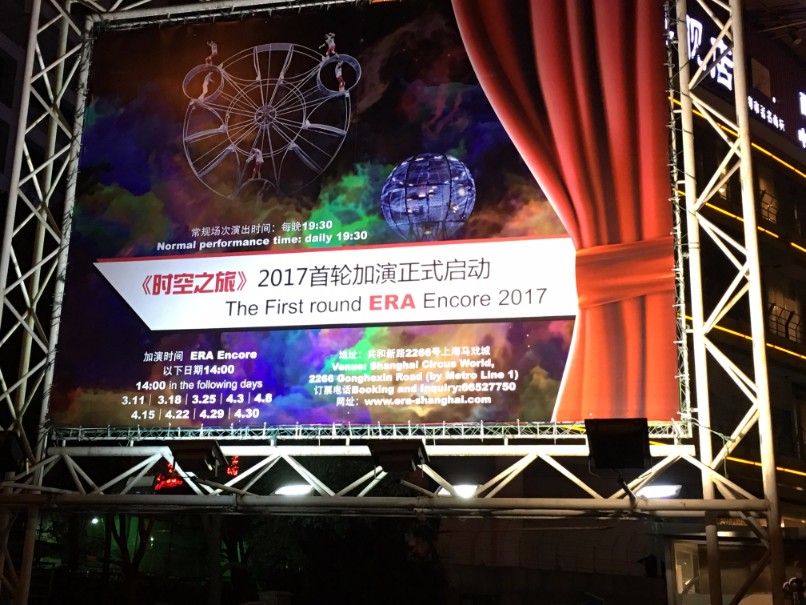 常规场次演出时间：每晚19:30
Normal performance time: daily 19:30
《时空之旅》2017首轮加演正式启动
The First round ERA Encore 2017
加演时间 ERA Encore
以下日期14:00
14:00 in the following days
3.11 | 3.18 | 3.25 | 4.3 | 4.8
4.15 | 4.22 | 4.29 | 4.30
地址：共和新路2266号上海马戏城
Venue: Shanghai Circus World,
2266 Gonghexin Road (by Metro Line 1)
订票电话Booking and Inquiry:66527750
网址：www.era-shanghai.com